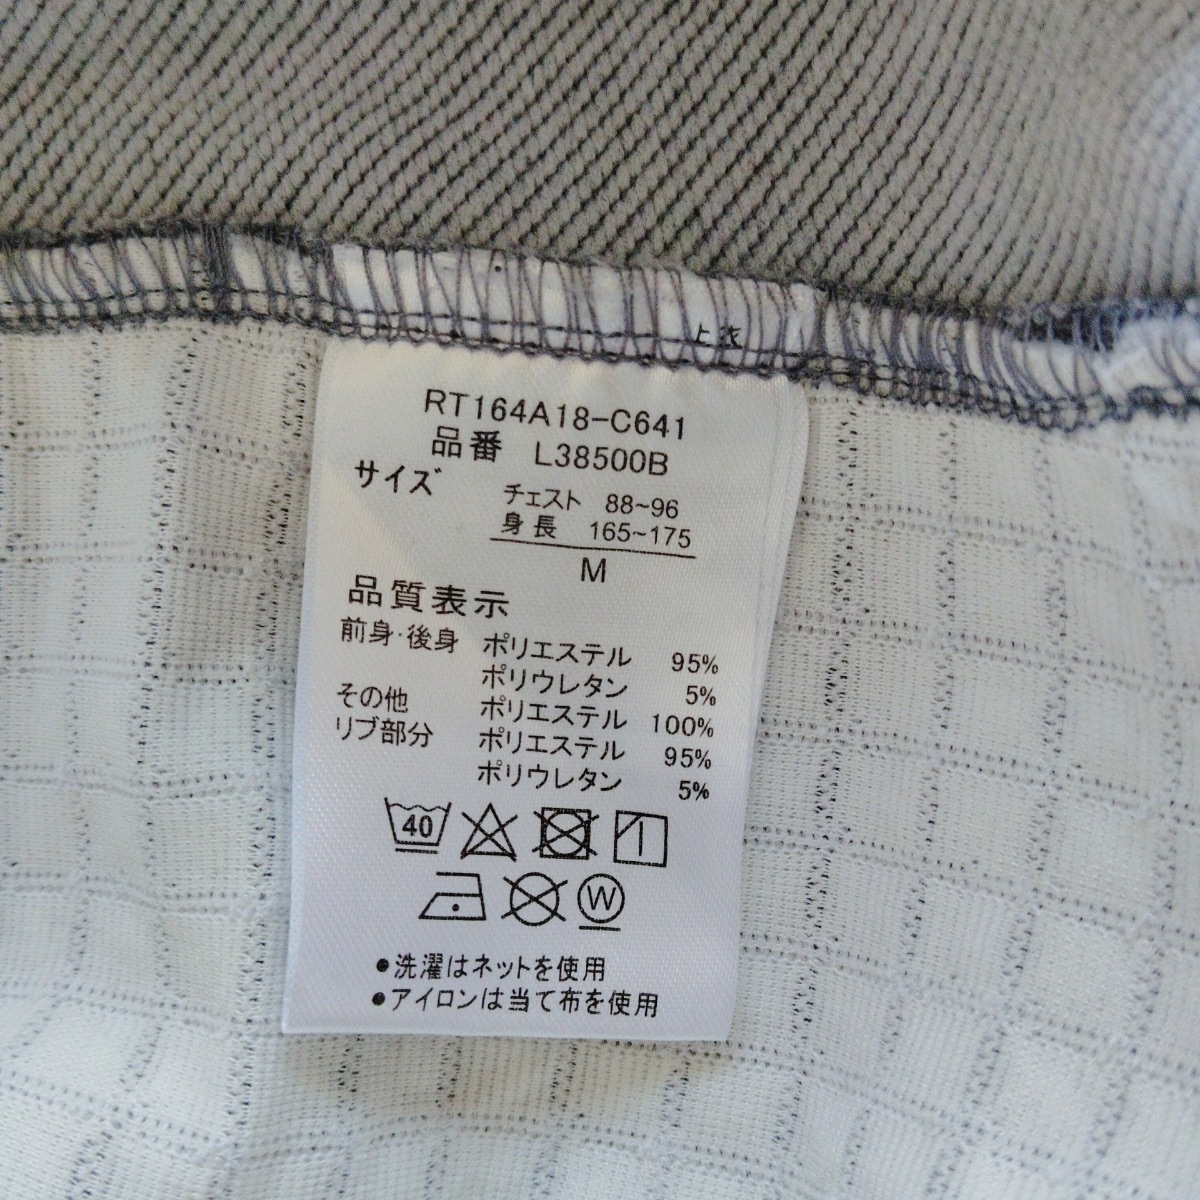 上衣
RT164A18-C641
品番 L38500B
サイズ
チェスト 88~96
身長 165~175
M
品質表示
前身・後身 ポリエステル 95%
ポリウレタン 5%
その他 ポリエステル 100%
リブ部分 ポリエステル 95%
ポリウレタン 5%
40
W
●洗濯はネットを使用
●アイロンは当て布を使用